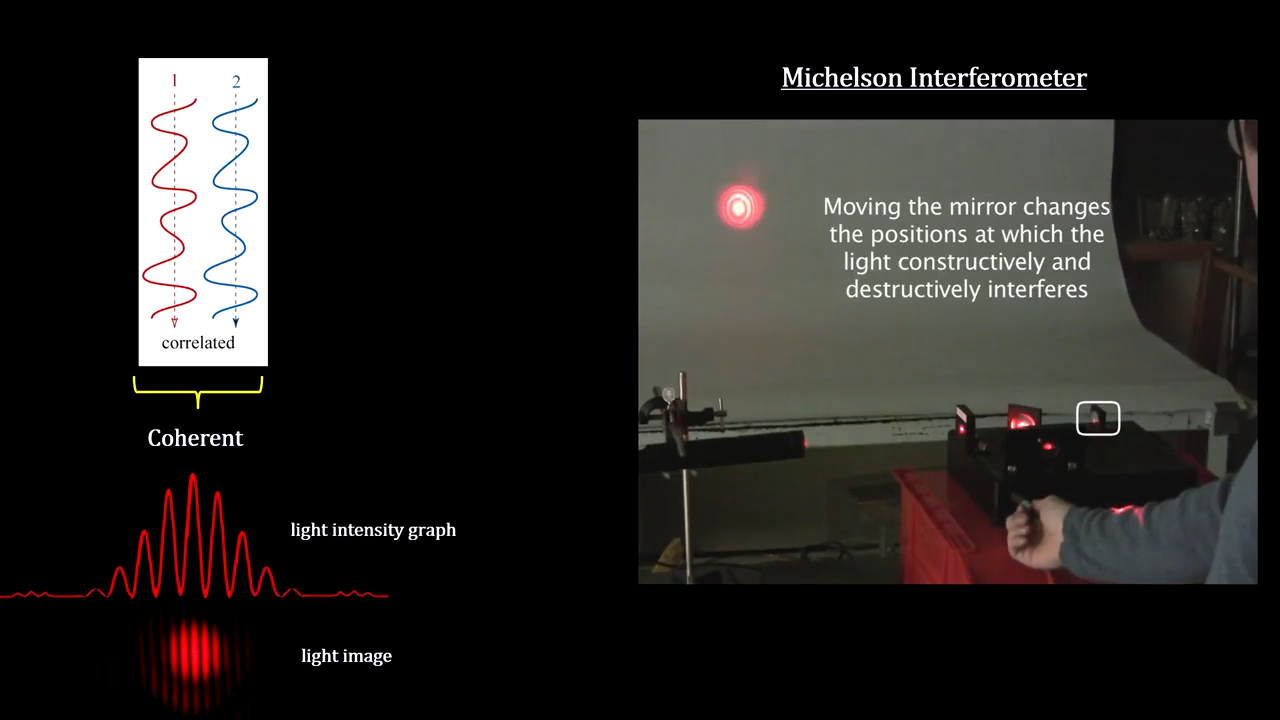 1 2
correlated
Coherent
light intensity graph
light image
Michelson Interferometer
Moving the mirror changes
the positions at which the
light constructively and
destructively interferes